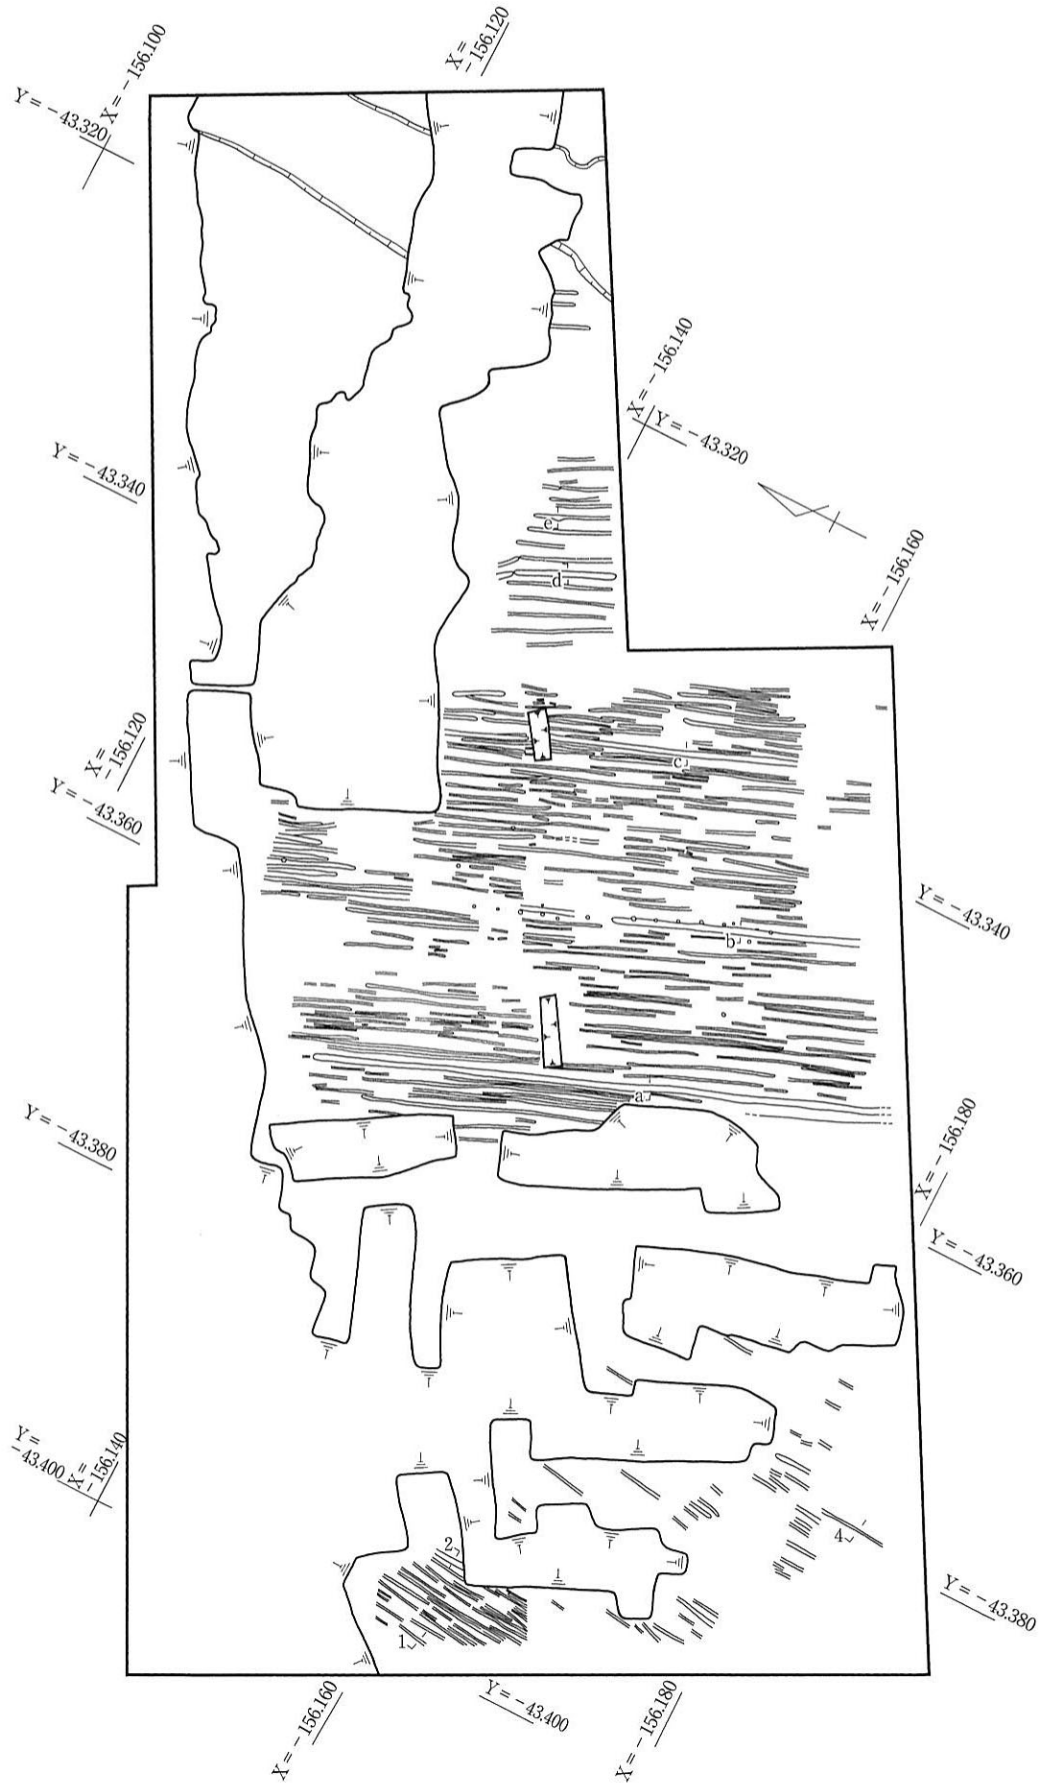 X=
-156.120
X=-156.100
Y=-43.320
X=-156.140
Y=-43.320
Y=-43.340
e
X=-156.160
d
X=
-156.120
c
Y=-43.360
Y=-43.340
b
a
Y=-43.380
X=-156.180
Y=-43.360
Y=
-43.400
X=
-156.140
4
2
Y=-43.380
1
X=-156.160
Y=-43.400
X=-156.180